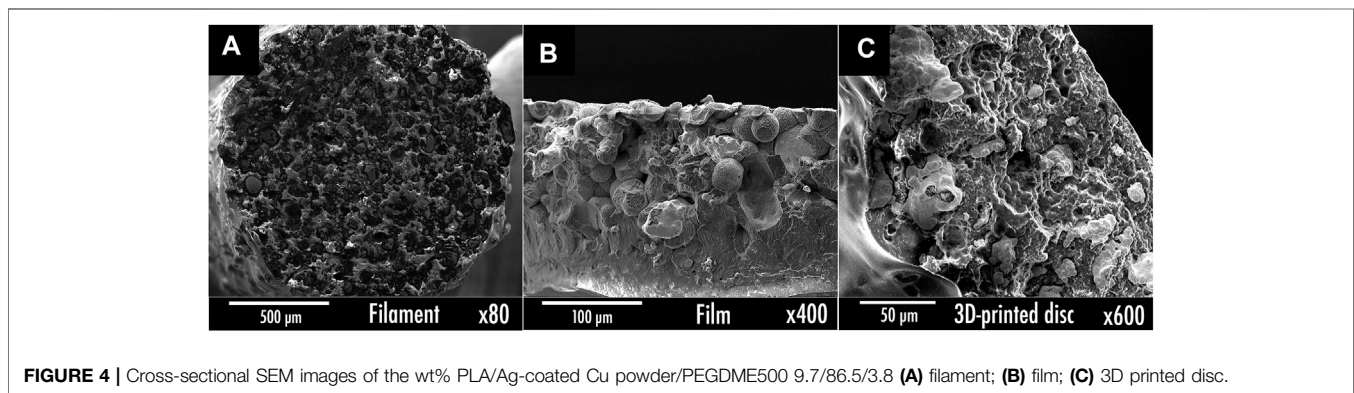 A
B
C
500 µm Filament x80
100 µm Film x400
50 µm 3D-printed disc x600
FIGURE 4 | Cross-sectional SEM images of the wt% PLA/Ag-coated Cu powder/PEGDME500 9.7/86.5/3.8 (A) filament; (B) film; (C) 3D printed disc.